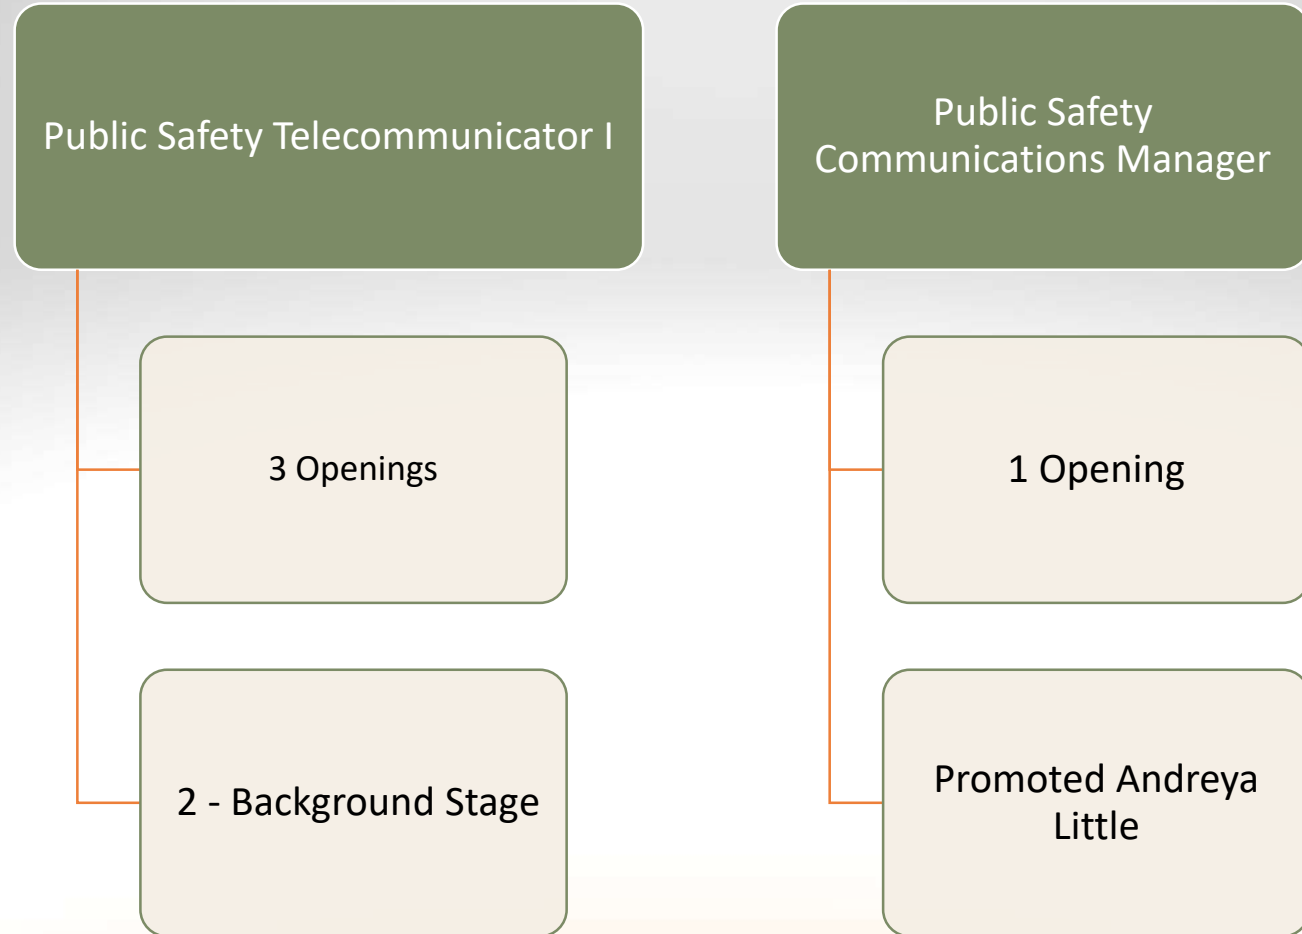 Public Safety Telecommunicator I
3 Openings
2 - Background Stage
Public Safety
Communications Manager
1 Opening
Promoted Andreya
Little